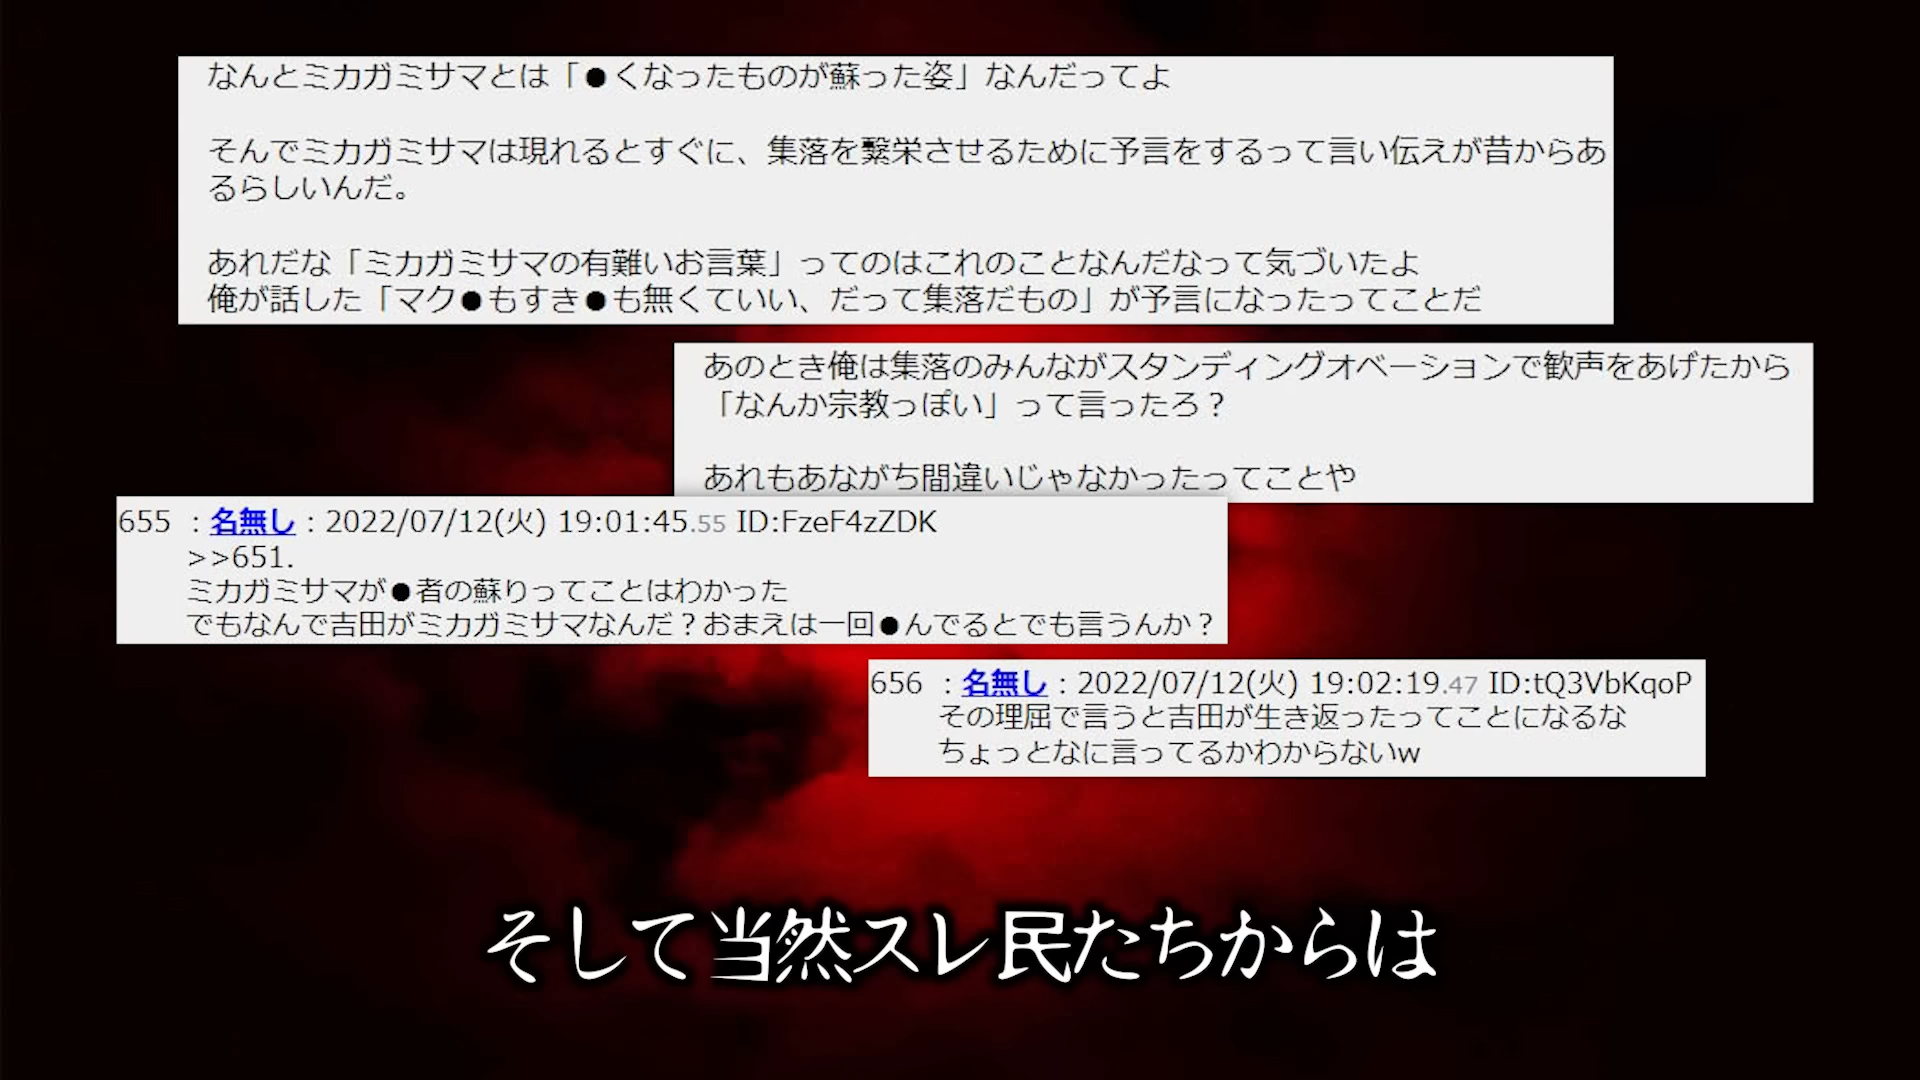 なんとミカガミサマとは「●くなったものが蘇った姿」なんだってよ
そんでミカガミサマは現れるとすぐに、集落を繫栄させるために予言をするって言い伝えが昔からあ
るらしいんだ。
あれだな「ミカガミサマの有難いお言葉」ってのはこれのことなんだなって気づいたよ
俺が話した「マク●もすき●も無くていい、だって集落だもの」が予言になったってことだ
あのとき俺は集落のみんながスタンディングオベーションで歓声をあげたから
「なんか宗教っぽい」って言ったろ？
あれもあながち間違いじゃなかったってことや
655 ：名無し：2022/07/12(火) 19:01:45.55 ID:FzeF4zZDK
>>651.
ミカガミサマが●者の蘇りってことはわかった
でもなんで吉田がミカガミサマなんだ？おまえは一回●んでるとでも言うんか？
656 ：名無し：2022/07/12(火) 19:02:19.47 ID:tQ3VbKqoP
その理屈で言うと吉田が生き返ったってことになるな
ちょっとなに言ってるかわからないw
そして当然スレ民たちからは